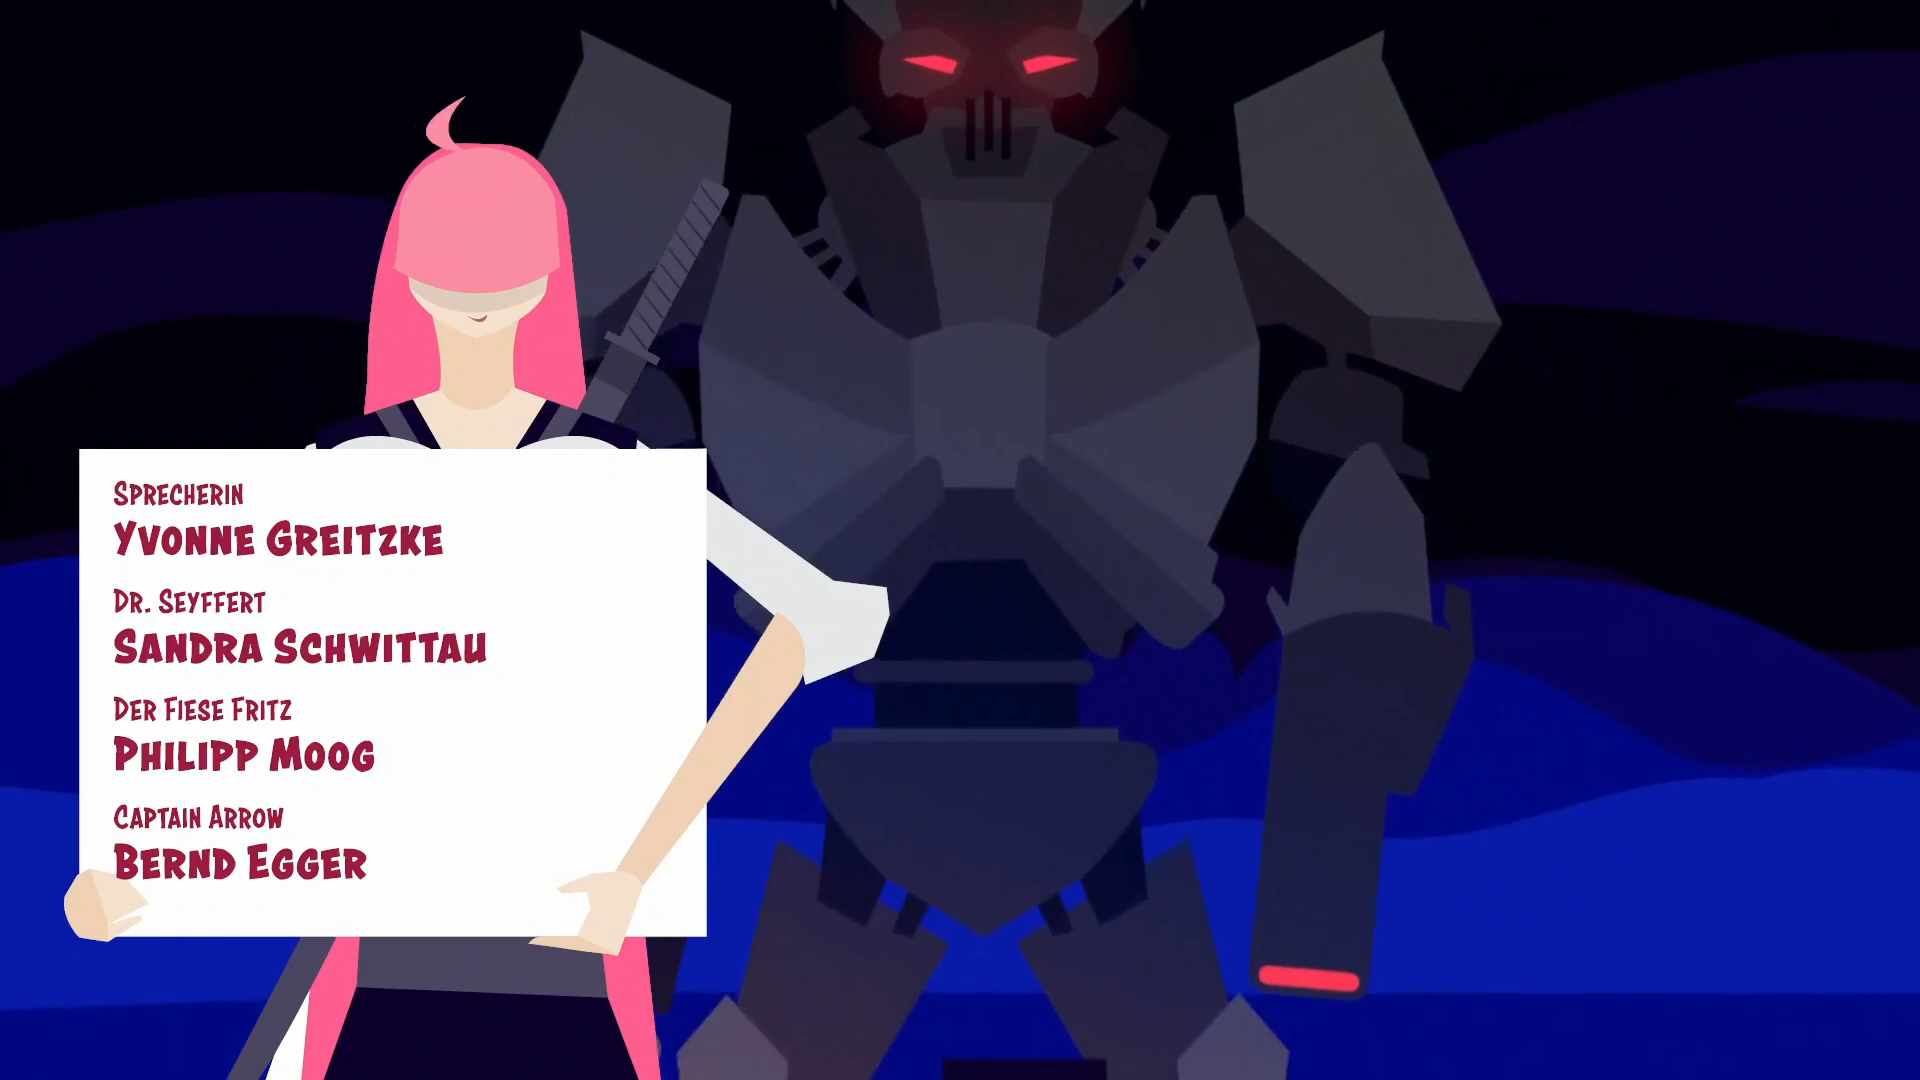 Sprecherin
Yvonne Greitzke
Dr. Seyffert
Sandra Schwittau
Der Fiese Fritz
Philipp Moog
Captain Arrow
Bernd Egger